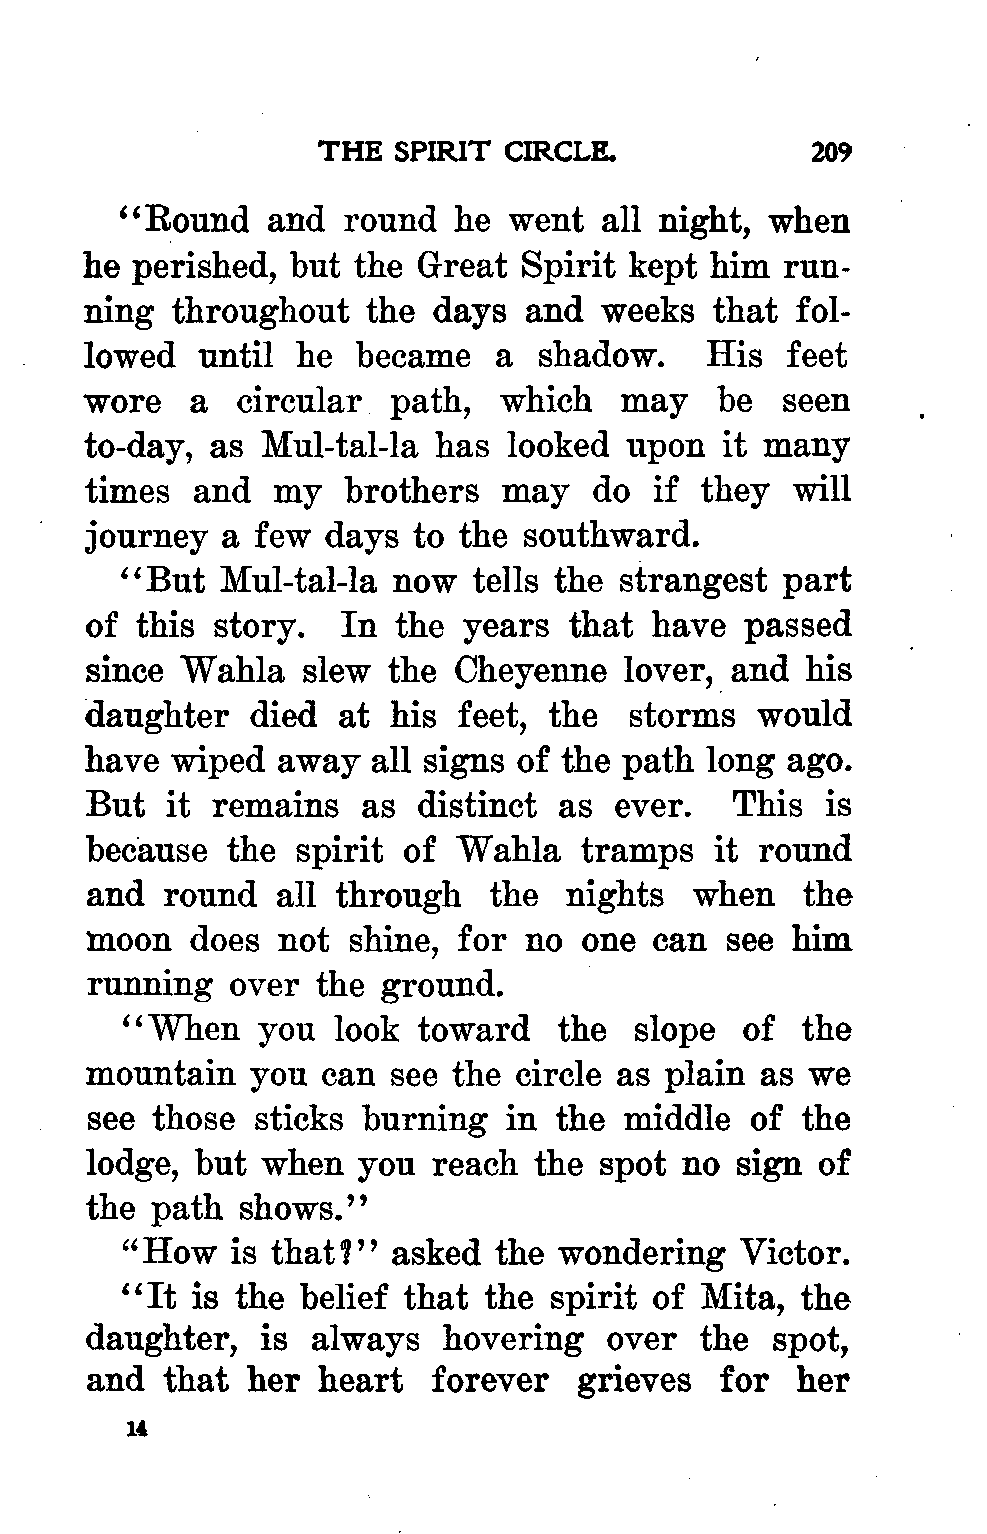 THE SPIRIT CIRCLE. 209
"Round and round he went all night, when
he perished, but the Great Spirit kept him run-
ning throughout the days and weeks that fol-
lowed until he became a shadow. His feet
wore a circular path, which may be seen
to-day, as Mul-tal-la has looked upon it many
times and my brothers may do if they will
journey a few days to the southward.
"But Mul-tal-la now tells the strangest part
of this story. In the years that have passed
since Wahla slew the Cheyenne lover, and his
daughter died at his feet, the storms would
have wiped away all signs of the path long ago.
But it remains as distinct as ever. This is
because the spirit of Wahla tramps it round
and round all through the nights when the
moon does not shine, for no one can see him
running over the ground.
"When you look toward the slope of the
mountain you can see the circle as plain as we
see those sticks burning in the middle of the
lodge, but when you reach the spot no sign of
the path shows."
"How is that?" asked the wondering Victor.
"It is the belief that the spirit of Mita, the
daughter, is always hovering over the spot,
and that her heart forever grieves for her
14